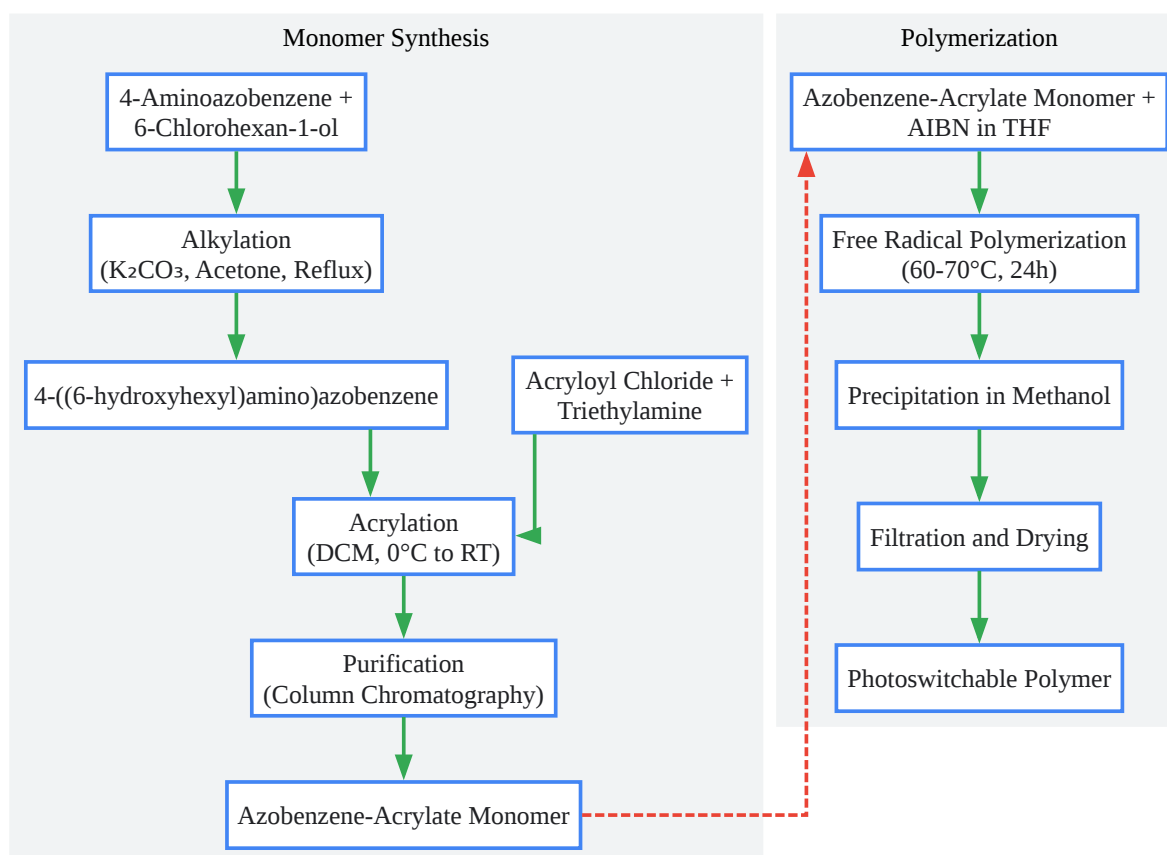 Monomer Synthesis
4-Aminoazobenzene +
6-Chlorohexan-1-ol
Alkylation
(K₂CO₃, Acetone, Reflux)
4-((6-hydroxyhexyl)amino)azobenzene
Acryloyl Chloride +
Triethylamine
Acrylation
(DCM, 0°C to RT)
Purification
(Column Chromatography)
Azobenzene-Acrylate Monomer
Polymerization
Azobenzene-Acrylate Monomer +
AIBN in THF
Free Radical Polymerization
(60-70°C, 24h)
Precipitation in Methanol
Filtration and Drying
Photoswitchable Polymer